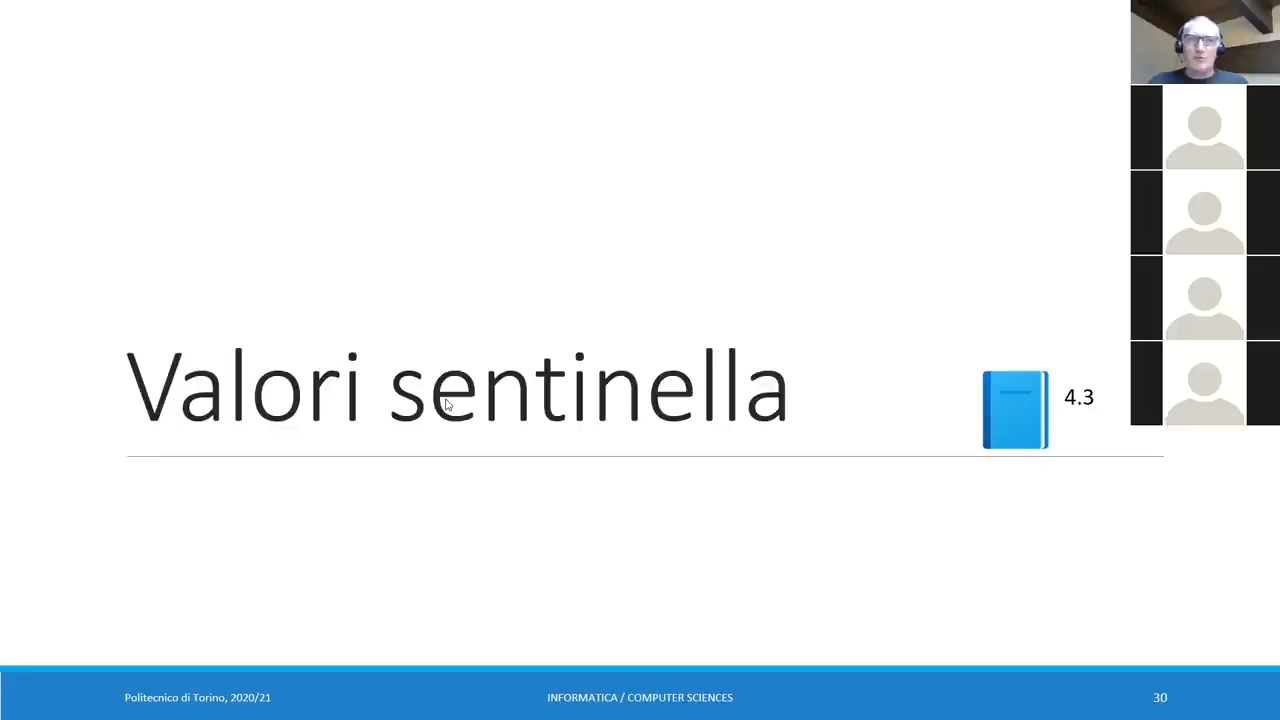 Valori sentinella
4.3
Politecnico di Torino, 2020/21
INFORMATICA / COMPUTER SCIENCES
30